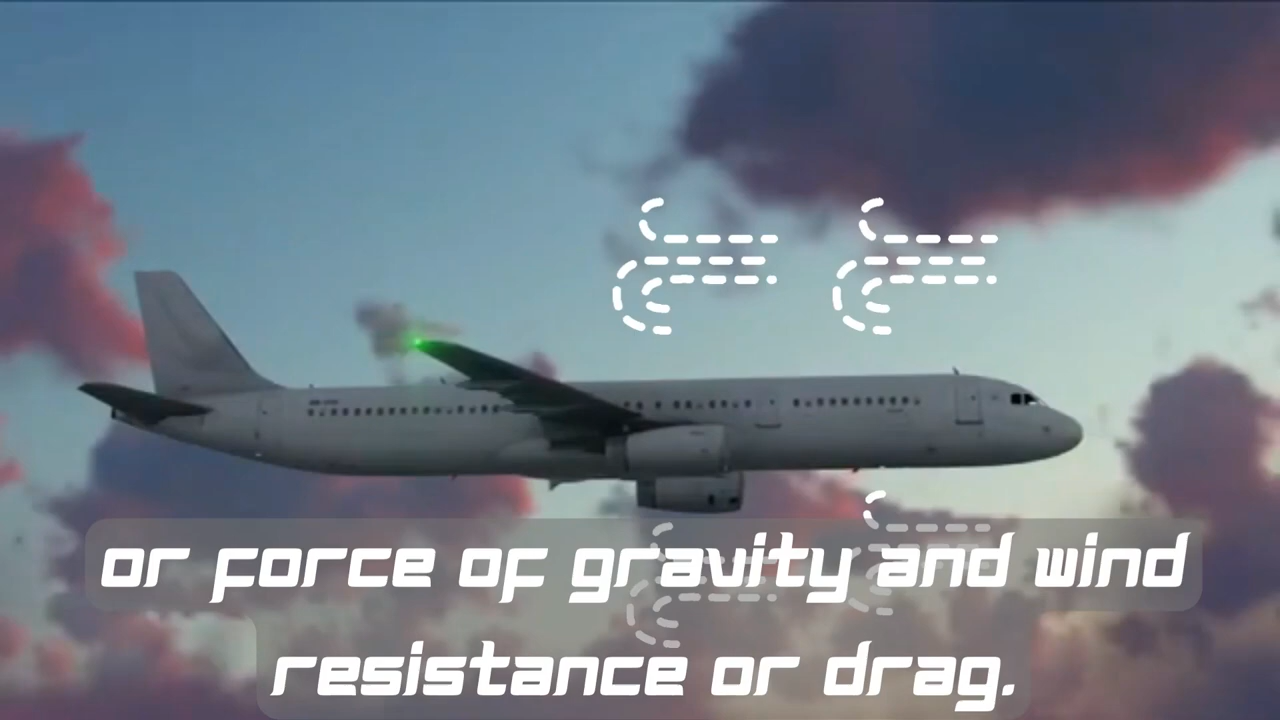 or force of gravity and wind
resistance or drag.